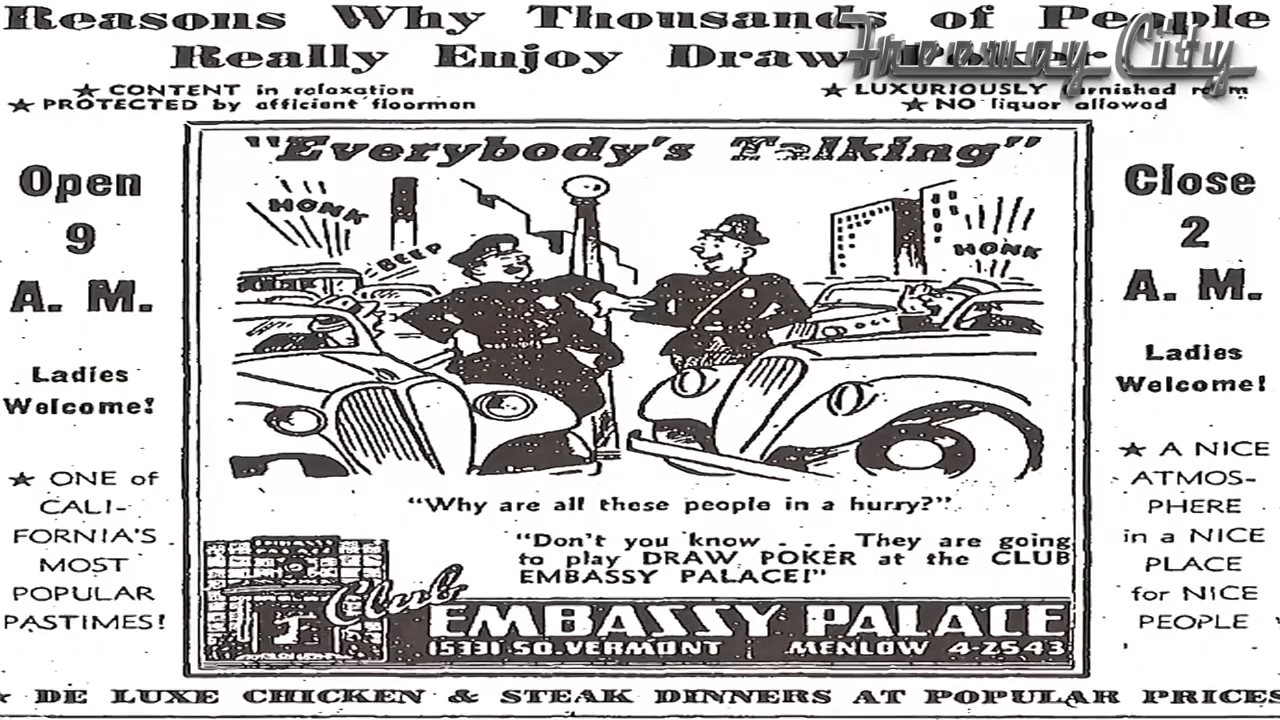 Reasons Why Thousands of People
Really Enjoy Draw Poker
Freeway City
★ CONTENT in relaxation
★ PROTECTED by efficient floormen
★ LUXURIOUSLY furnished room
★ NO liquor allowed
Open
9
A. M.
Ladies
Welcome!
★ ONE of
CALI-
FORNIA'S
MOST
POPULAR
PASTIMES!
"Everybody's Talking"
HONK
BEEP
HONK
"Why are all these people in a hurry?"
"Don't you know . . . They are going
to play DRAW POKER at the CLUB
EMBASSY PALACE!"
Club
EMBASSY PALACE
15331 SO. VERMONT MENLOW 4-2543
Close
2
A. M.
Ladies
Welcome!
★ A NICE
ATMOS-
PHERE
in a NICE
PLACE
for NICE
PEOPLE
★ DE LUXE CHICKEN & STEAK DINNERS AT POPULAR PRICES